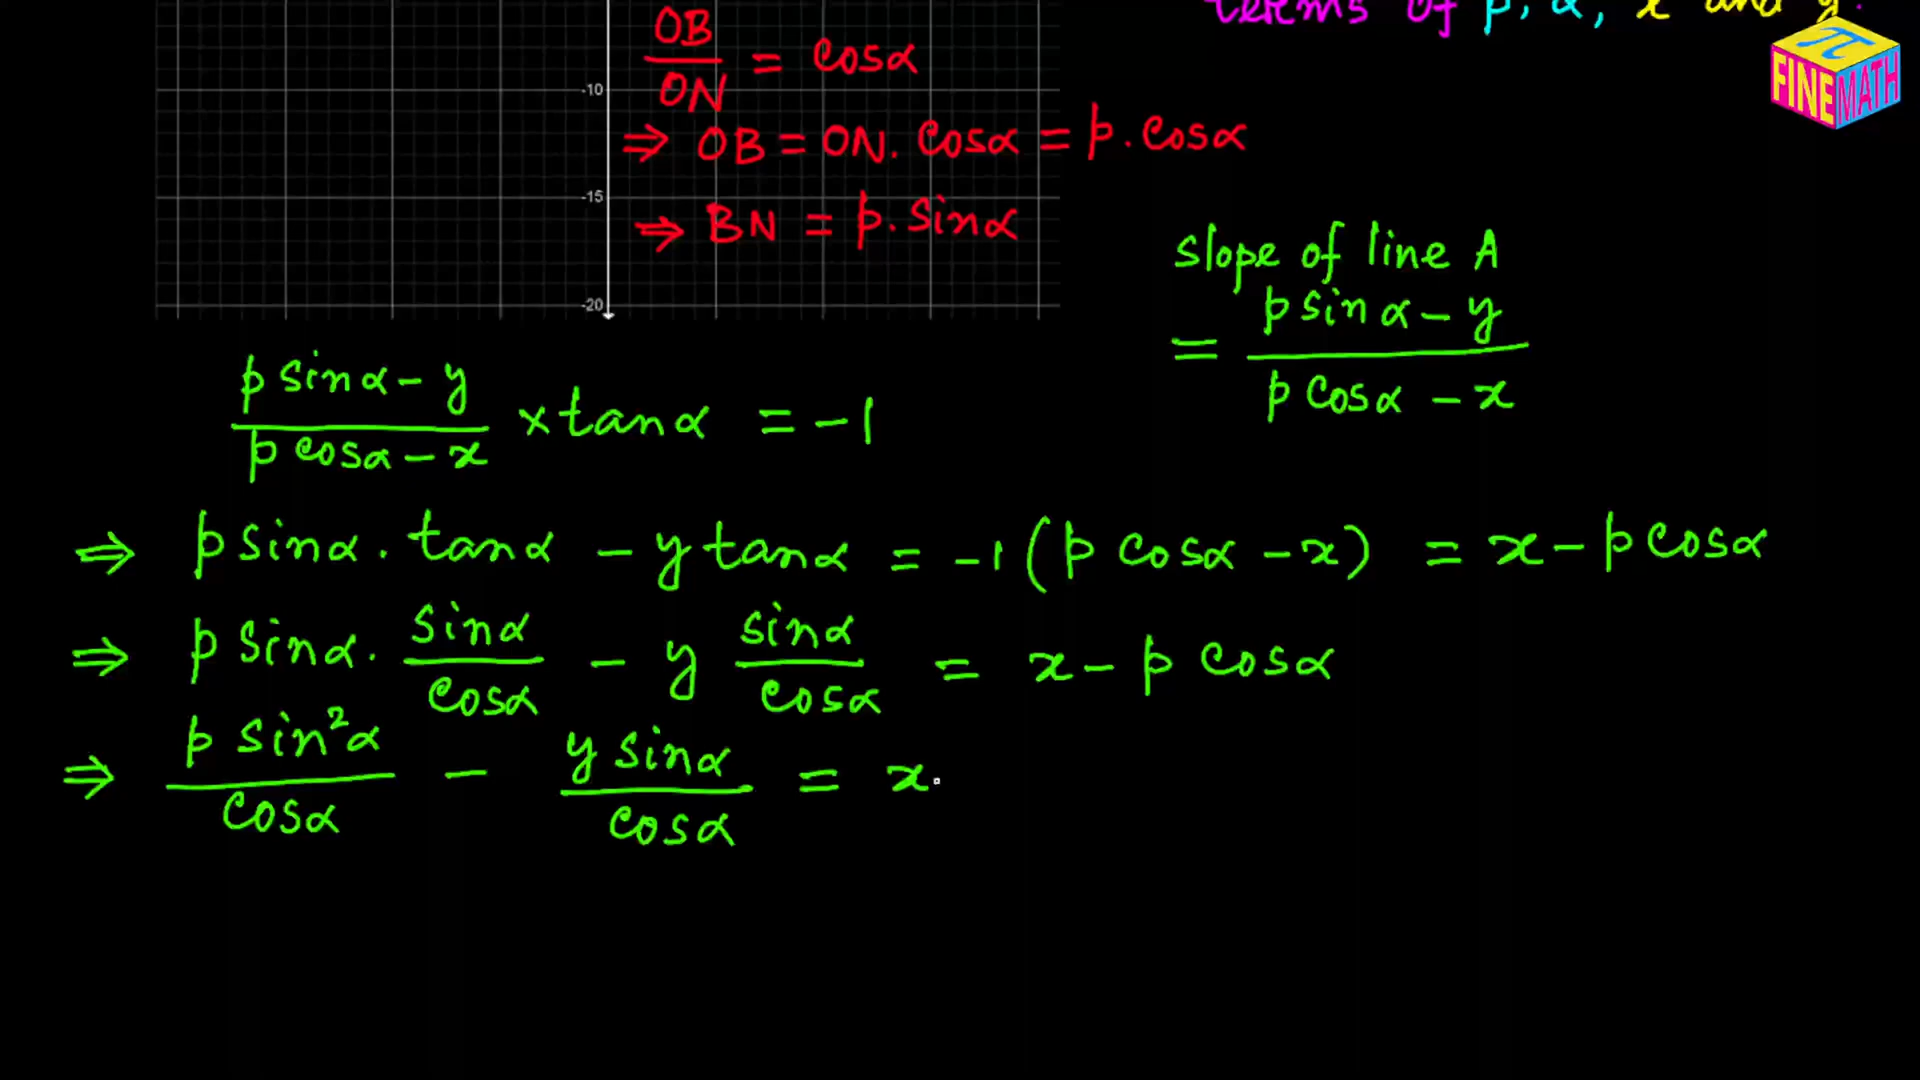 terms of p, α, x and y.
π
FINE MATH
OB/ON = cosα
-10
⇒ OB = ON. cosα = p. cosα
-15
⇒ BN = p. sinα
-20
slope of line A
= (p sinα - y)/(p cosα - x)
(p sinα - y)/(p cosα - x) × tanα = -1
⇒ p sinα. tanα - y tanα = -1(p cosα - x) = x - p cosα
⇒ p sinα. sinα/cosα - y sinα/cosα = x - p cosα
⇒ p sin²α/cosα - y sinα/cosα = x